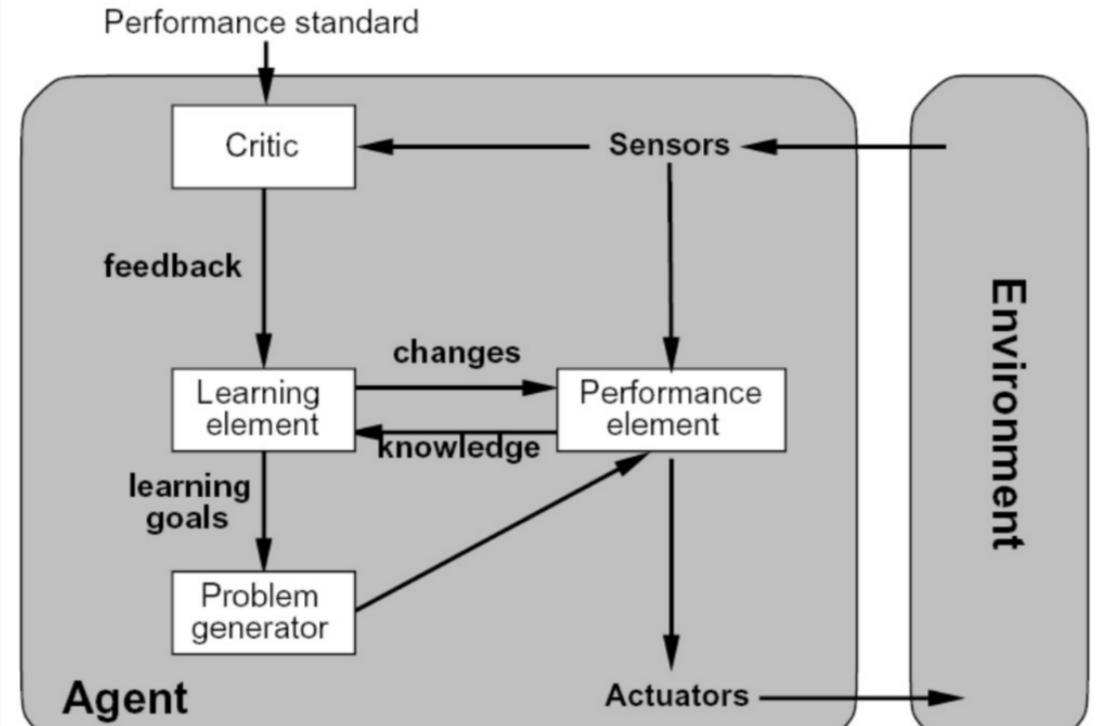 Performance standard
Critic
Sensors
feedback
changes
Learning
element
Performance
element
knowledge
learning
goals
Problem
generator
Agent
Actuators
Environment